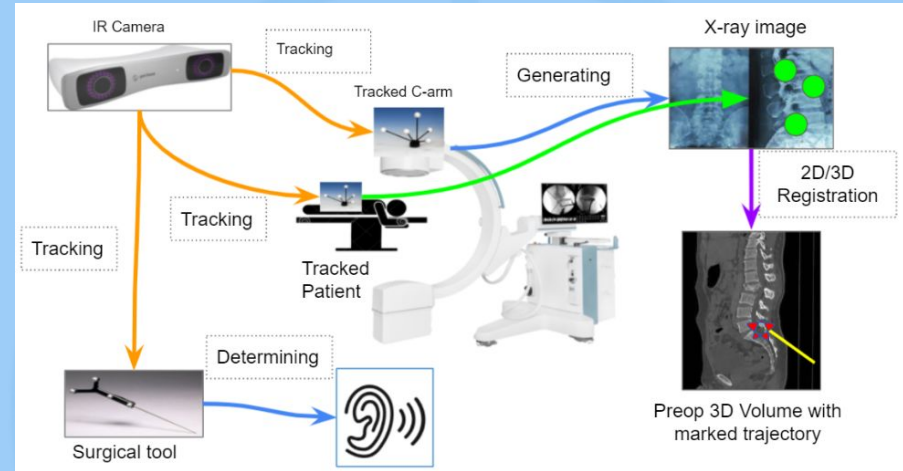 IR Camera
Tracking
X-ray image
Generating
Tracked C-arm
2D/3D
Registration
Tracking
Tracking
Tracked
Patient
Determining
Surgical tool
Preop 3D Volume with
marked trajectory